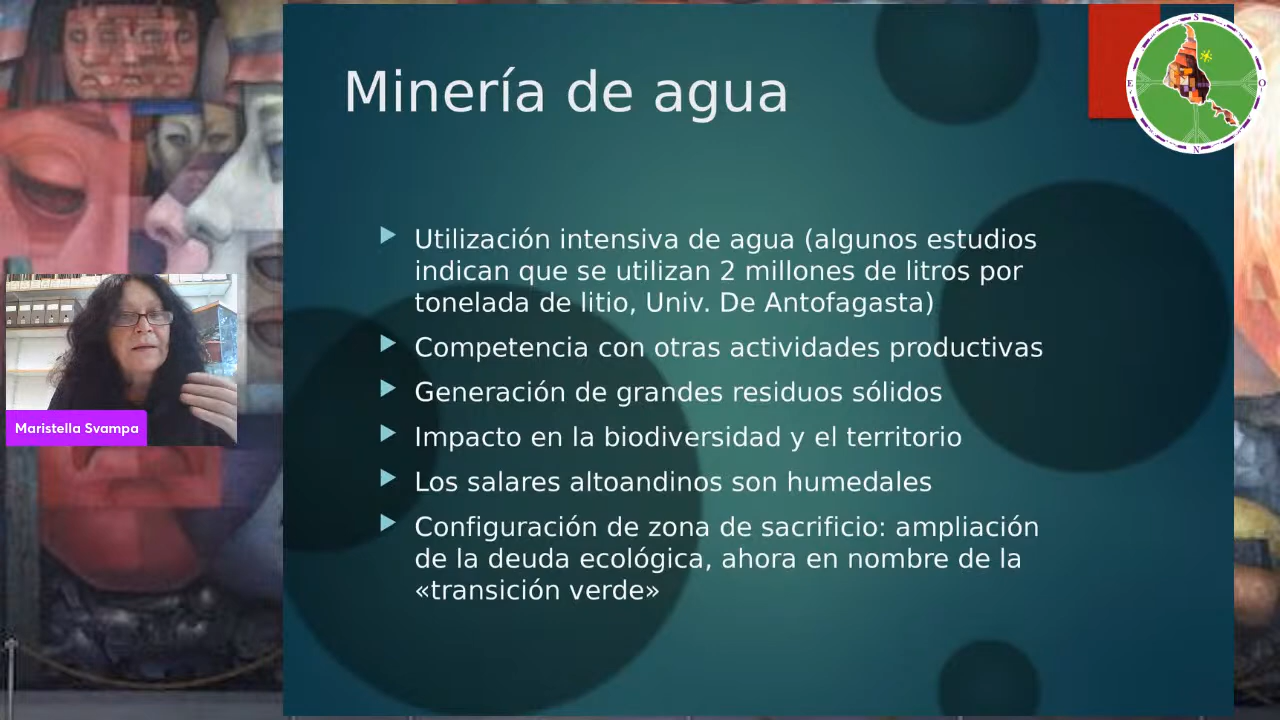 Minería de agua
S
E
O
N
Utilización intensiva de agua (algunos estudios
indican que se utilizan 2 millones de litros por
tonelada de litio, Univ. De Antofagasta)
Competencia con otras actividades productivas
Generación de grandes residuos sólidos
Impacto en la biodiversidad y el territorio
Los salares altoandinos son humedales
Configuración de zona de sacrificio: ampliación
de la deuda ecológica, ahora en nombre de la
«transición verde»
Maristella Svampa